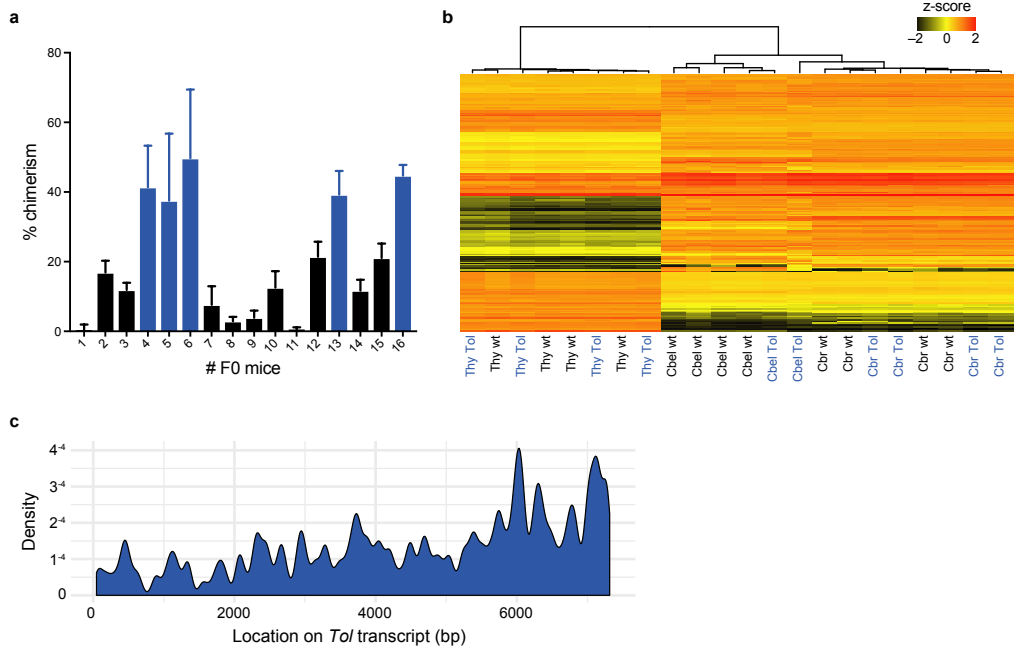 a
80
60
40
20
0
% chimerism
1 2 3 4 5 6 7 8 9 10 11 12 13 14 15 16
# F0 mice
b
z-score
–2 0 2
Thy Tol Thy wt Thy Tol Thy wt Thy wt Thy Tol Thy wt Thy Tol Cbel wt Cbel wt Cbel wt Cbel wt Cbel Tol Cbel Tol Cbr wt Cbr wt Cbr Tol Cbr Tol Cbr wt Cbr wt Cbr Tol Cbr Tol
c
4-4
3-4
2-4
1-4
0
Density
0 2000 4000 6000
Location on Tol transcript (bp)